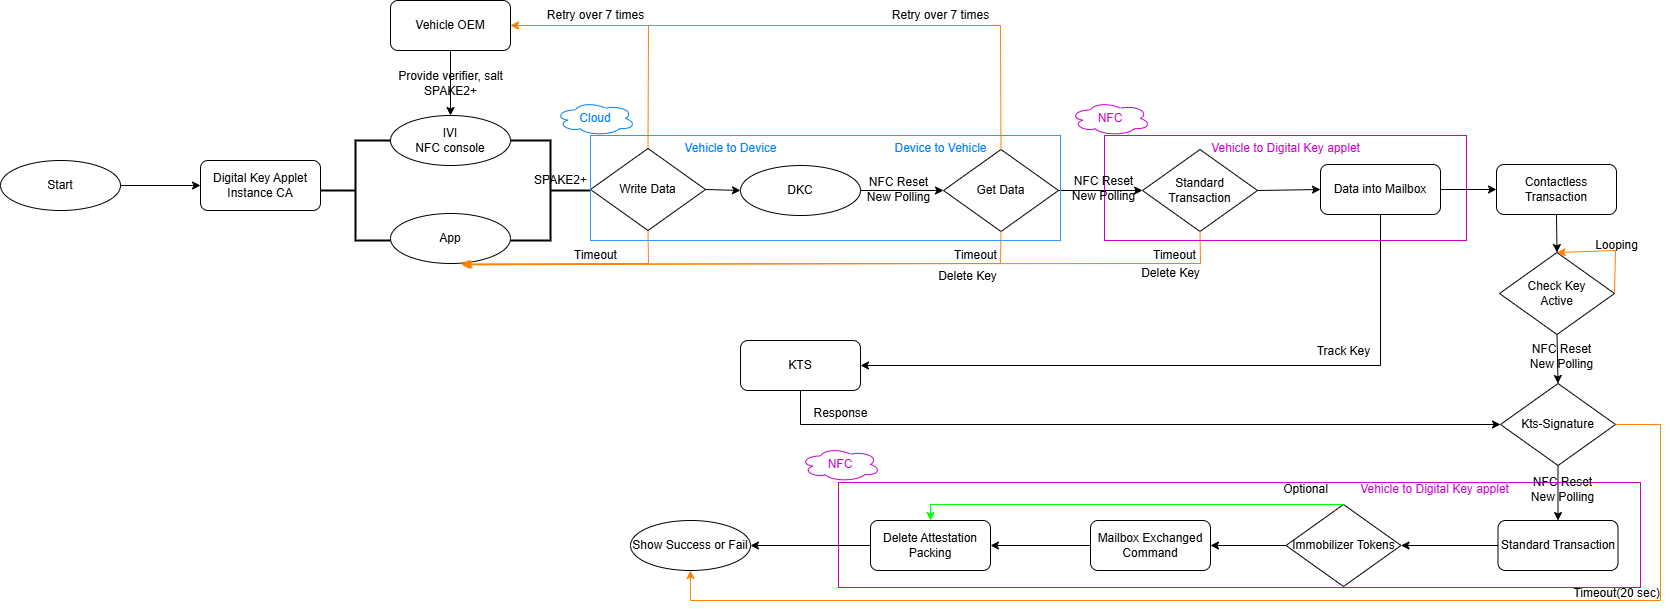 Vehicle OEM
Retry over 7 times
Retry over 7 times
Provide verifier, salt
SPAKE2+
Cloud
NFC
IVI
NFC console
Vehicle to Device
Device to Vehicle
Vehicle to Digital Key applet
Start
Digital Key Applet
Instance CA
SPAKE2+
Write Data
DKC
NFC Reset
New Polling
Get Data
NFC Reset
New Polling
Standard
Transaction
Data into Mailbox
Contactless
Transaction
App
Timeout
Timeout
Delete Key
Timeout
Delete Key
Looping
Check Key
Active
KTS
Track Key
NFC Reset
New Polling
Response
Kts-Signature
NFC
Optional
Vehicle to Digital Key applet
NFC Reset
New Polling
Show Success or Fail
Delete Attestation
Packing
Mailbox Exchanged
Command
Immobilizer Tokens
Standard Transaction
Timeout(20 sec)